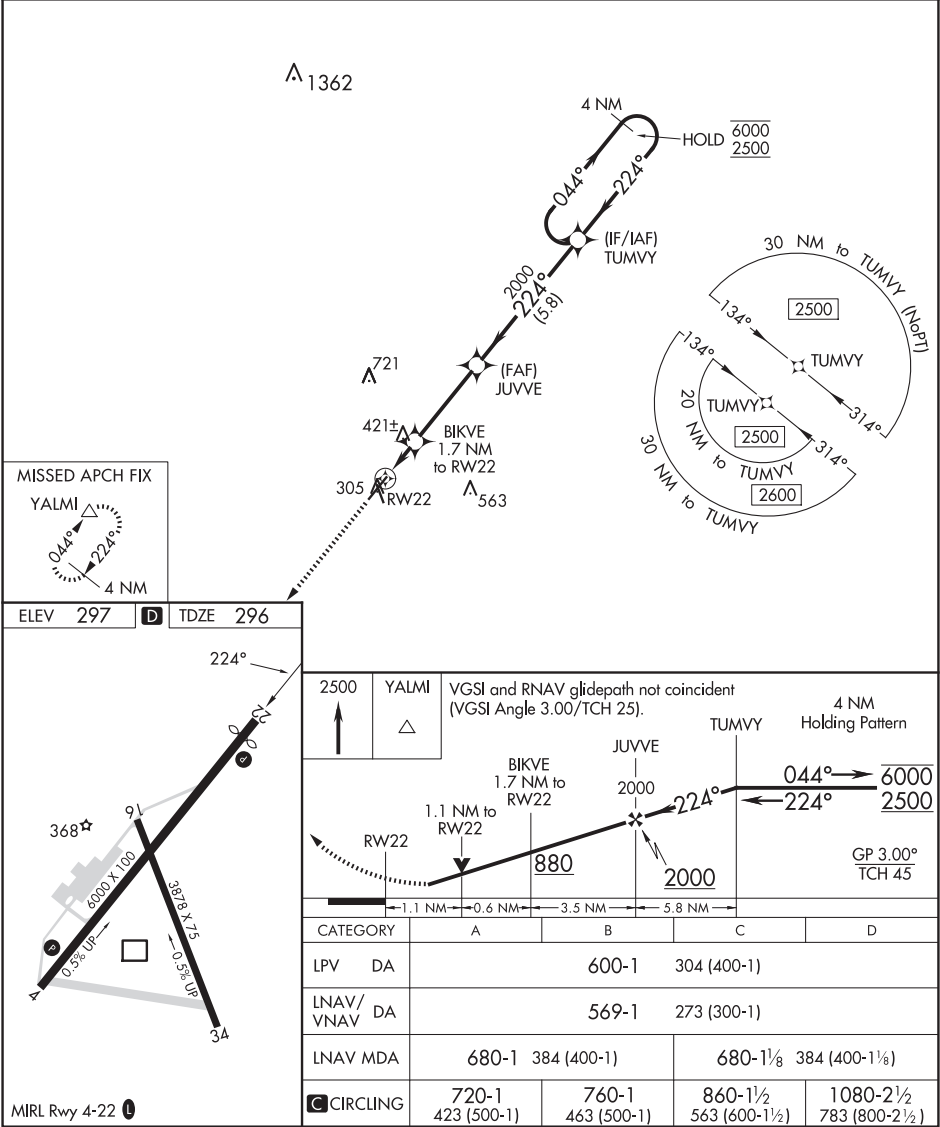 1362
4 NM
HOLD 6000
2500
044°
224°
(IF/IAF)
TUMVY
2000
224°
(5.8)
30 NM to TUMVY (NoPT)
2500
134°
TUMVY
314°
134°
TUMVY
314°
2500
20 NM to TUMVY
2600
30 NM to TUMVY
721
(FAF)
JUVVE
421±
BIKVE
1.7 NM
to RW22
305
RW22
563
MISSED APCH FIX
YALMI
044°
224°
4 NM
ELEV 297 D TDZE 296
224°
22
P
16
368
6000 X 100
3878 X 75
P
0.5% UP
0.5% UP
4
34
MIRL Rwy 4-22 L
2500
YALMI
VGSI and RNAV glidepath not coincident
(VGSI Angle 3.00/TCH 25).
4 NM
Holding Pattern
TUMVY
JUVVE
BIKVE
1.7 NM to
RW22
1.1 NM to
RW22
RW22
2000
224°
044° 6000
224° 2500
880
2000
GP 3.00°
TCH 45
1.1 NM 0.6 NM 3.5 NM 5.8 NM
CATEGORY A B C D
LPV DA 600-1 304 (400-1)
LNAV/
VNAV DA 569-1 273 (300-1)
LNAV MDA 680-1 384 (400-1) 680-1⅛ 384 (400-1⅛)
C CIRCLING 720-1 760-1 860-1½ 1080-2½
423 (500-1) 463 (500-1) 563 (600-1½) 783 (800-2½)